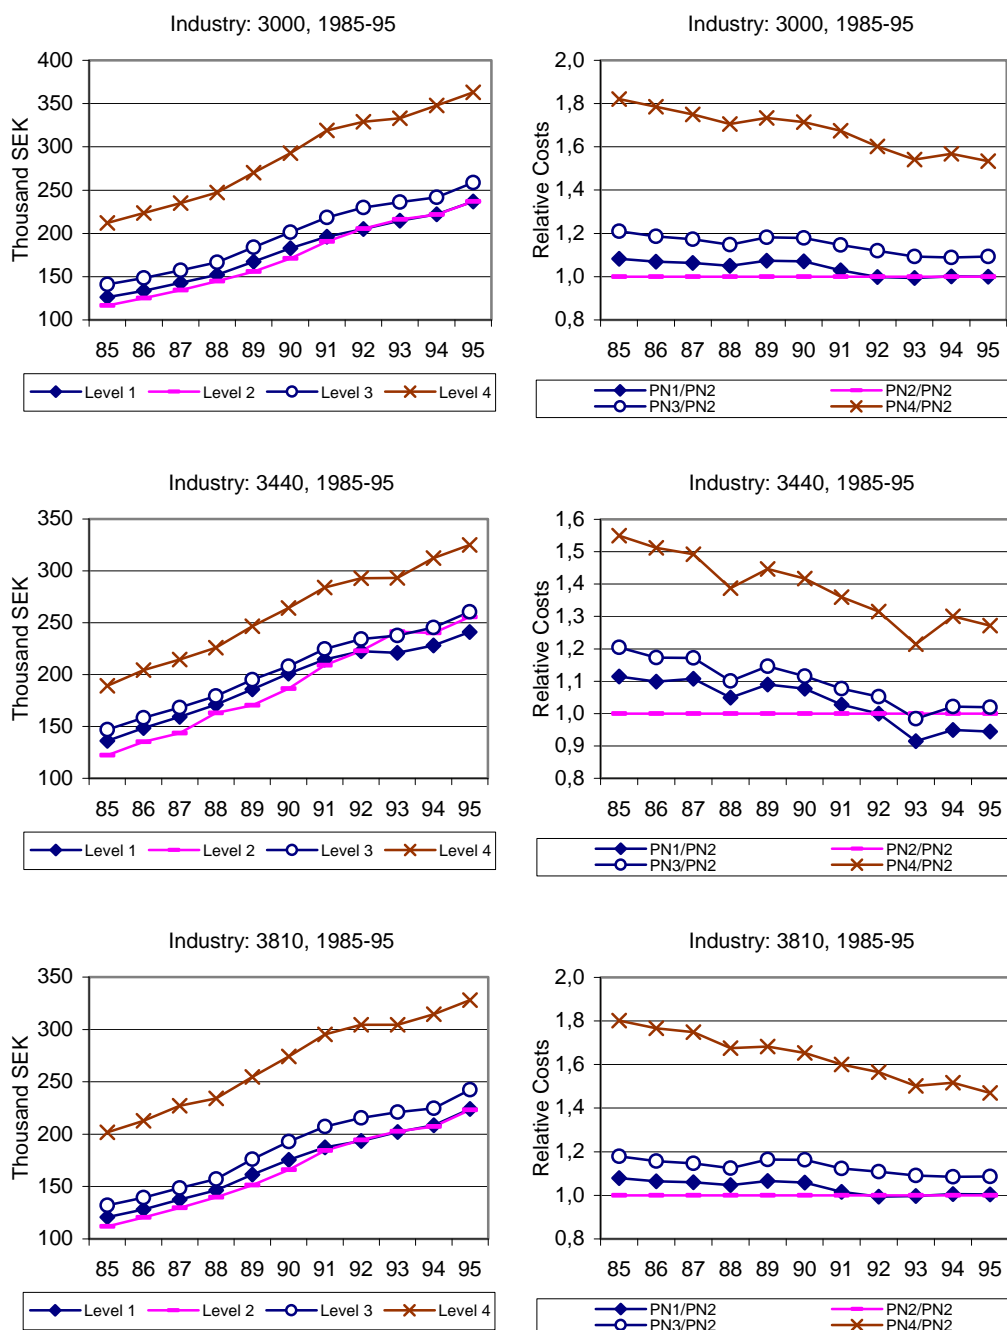 Industry: 3000, 1985-95
Thousand SEK
400
350
300
250
200
150
100
85 86 87 88 89 90 91 92 93 94 95
Level 1 Level 2 Level 3 Level 4
Industry: 3000, 1985-95
Relative Costs
2,0
1,8
1,6
1,4
1,2
1,0
0,8
85 86 87 88 89 90 91 92 93 94 95
PN1/PN2 PN2/PN2
PN3/PN2 PN4/PN2
Industry: 3440, 1985-95
Thousand SEK
350
300
250
200
150
100
85 86 87 88 89 90 91 92 93 94 95
Level 1 Level 2 Level 3 Level 4
Industry: 3440, 1985-95
Relative Costs
1,6
1,5
1,4
1,3
1,2
1,1
1,0
0,9
0,8
85 86 87 88 89 90 91 92 93 94 95
PN1/PN2 PN2/PN2
PN3/PN2 PN4/PN2
Industry: 3810, 1985-95
Thousand SEK
350
300
250
200
150
100
85 86 87 88 89 90 91 92 93 94 95
Level 1 Level 2 Level 3 Level 4
Industry: 3810, 1985-95
Relative Costs
2,0
1,8
1,6
1,4
1,2
1,0
0,8
85 86 87 88 89 90 91 92 93 94 95
PN1/PN2 PN2/PN2
PN3/PN2 PN4/PN2